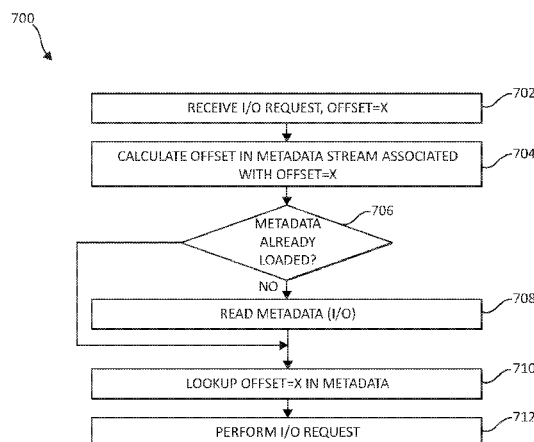 700
RECEIVE I/O REQUEST, OFFSET=X
702
CALCULATE OFFSET IN METADATA STREAM ASSOCIATED
WITH OFFSET=X
704
METADATA
ALREADY
LOADED?
706
NO
READ METADATA (I/O)
708
LOOKUP OFFSET=X IN METADATA
710
PERFORM I/O REQUEST
712